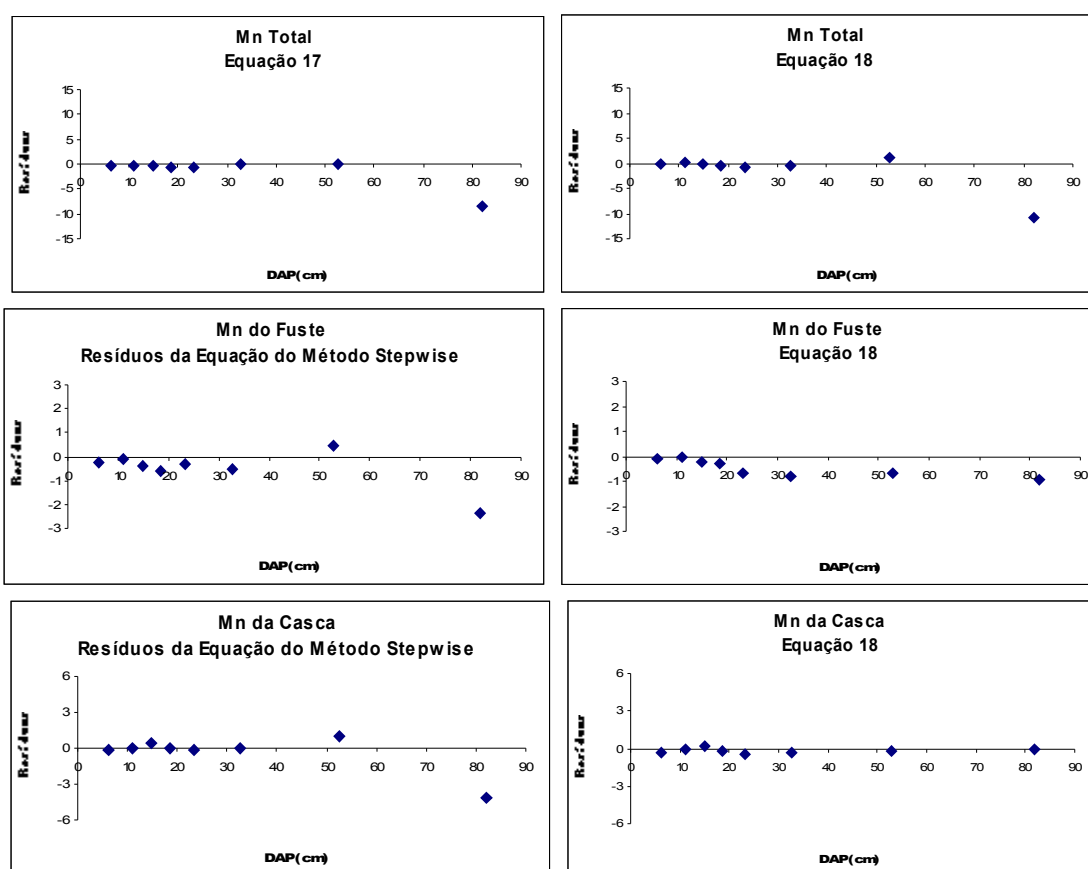 Mn Total
Equação 17
15
10
5
0
-5
-10
-15
0 10 20 30 40 50 60 70 80 90
Resíduos
DAP(cm)
Mn Total
Equação 18
15
10
5
0
-5
-10
-15
0 10 20 30 40 50 60 70 80 90
Resíduos
DAP(cm)
Mn do Fuste
Resíduos da Equação do Método Stepwise
3
2
1
0
-1
-2
-3
0 10 20 30 40 50 60 70 80 90
Resíduos
DAP(cm)
Mn do Fuste
Equação 18
3
2
1
0
-1
-2
-3
0 10 20 30 40 50 60 70 80 90
Resíduos
DAP(cm)
Mn da Casca
Resíduos da Equação do Método Stepwise
6
3
0
-3
-6
0 10 20 30 40 50 60 70 80 90
Resíduos
DAP(cm)
Mn da Casca
Equação 18
6
3
0
-3
-6
0 10 20 30 40 50 60 70 80 90
Resíduos
DAP(cm)